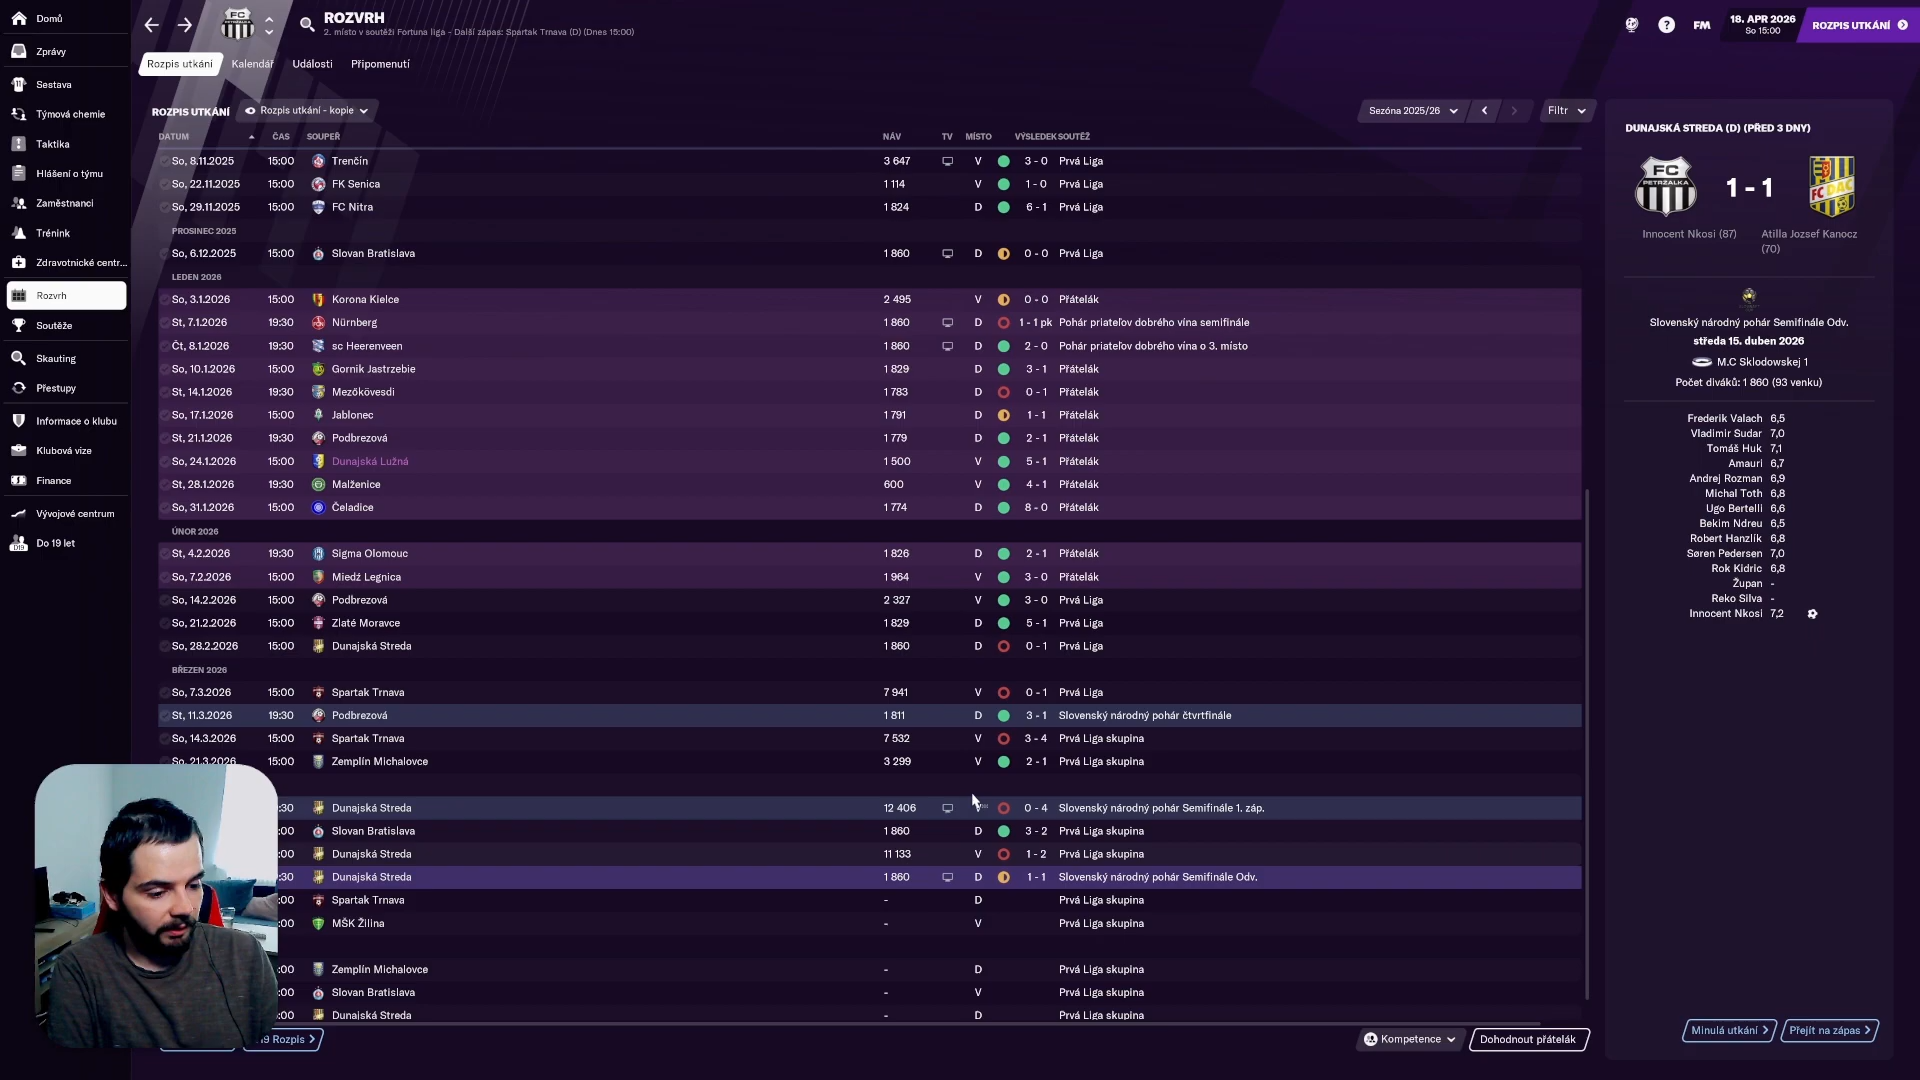 Domů
Zprávy
Sestava
Týmová chemie
Taktika
Hlášení o týmu
Zaměstnanci
Trénink
Zdravotnické centr...
Rozvrh
Soutěže
Skauting
Přestupy
Informace o klubu
Klubová vize
Finance
Vývojové centrum
Do 19 let
ROZVRH
2. místo v soutěži Fortuna liga - Další zápas: Spartak Trnava (D) (Dnes 15:00)
FM
18. APR 2026
So 15:00
ROZPIS UTKÁNÍ
Rozpis utkání Kalendář Události Připomenutí
ROZPIS UTKÁNÍ Rozpis utkání - kopie Sezóna 2025/26 Filtr
DATUM ČAS SOUPEŘ NÁV TV MÍSTO VÝSLEDEK SOUTĚŽ
So, 8.11.2025 15:00 Trenčín 3 647 V 3 - 0 Prvá Liga
So, 22.11.2025 15:00 FK Senica 1 114 V 1 - 0 Prvá Liga
So, 29.11.2025 15:00 FC Nitra 1 824 D 6 - 1 Prvá Liga
PROSINEC 2025
So, 6.12.2025 15:00 Slovan Bratislava 1 860 D 0 - 0 Prvá Liga
LEDEN 2026
So, 3.1.2026 15:00 Korona Kielce 2 495 V 0 - 0 Přátelák
St, 7.1.2026 19:30 Nürnberg 1 860 D 1 - 1 pk Pohár priateľov dobrého vína semifinále
Čt, 8.1.2026 19:30 sc Heerenveen 1 860 D 2 - 0 Pohár priateľov dobrého vína o 3. místo
So, 10.1.2026 15:00 Gornik Jastrzebie 1 829 D 3 - 1 Přátelák
St, 14.1.2026 19:30 Mezőkövesdi 1 783 D 0 - 1 Přátelák
So, 17.1.2026 15:00 Jablonec 1 791 D 1 - 1 Přátelák
St, 21.1.2026 19:30 Podbrezová 1 779 D 2 - 1 Přátelák
So, 24.1.2026 15:00 Dunajská Lužná 1 500 V 5 - 1 Přátelák
St, 28.1.2026 19:30 Malženice 600 V 4 - 1 Přátelák
So, 31.1.2026 15:00 Čeladice 1 774 D 8 - 0 Přátelák
ÚNOR 2026
St, 4.2.2026 19:30 Sigma Olomouc 1 826 D 2 - 1 Přátelák
So, 7.2.2026 15:00 Miedź Legnica 1 964 V 3 - 0 Přátelák
So, 14.2.2026 15:00 Podbrezová 2 327 V 3 - 0 Prvá Liga
So, 21.2.2026 15:00 Zlaté Moravce 1 829 D 5 - 1 Prvá Liga
So, 28.2.2026 15:00 Dunajská Streda 1 860 D 0 - 1 Prvá Liga
BŘEZEN 2026
So, 7.3.2026 15:00 Spartak Trnava 7 941 V 0 - 1 Prvá Liga
St, 11.3.2026 19:30 Podbrezová 1 811 D 3 - 1 Slovenský národný pohár čtvrtfinále
So, 14.3.2026 15:00 Spartak Trnava 7 532 V 3 - 4 Prvá Liga skupina
So, 21.3.2026 15:00 Zemplín Michalovce 3 299 V 2 - 1 Prvá Liga skupina
:30 Dunajská Streda 12 406 0 - 4 Slovenský národný pohár Semifinále 1. záp.
:00 Slovan Bratislava 1 860 D 3 - 2 Prvá Liga skupina
:00 Dunajská Streda 11 133 V 1 - 2 Prvá Liga skupina
:30 Dunajská Streda 1 860 D 1 - 1 Slovenský národný pohár Semifinále Odv.
:00 Spartak Trnava - D Prvá Liga skupina
:00 MŠK Žilina - V Prvá Liga skupina
:00 Zemplín Michalovce - D Prvá Liga skupina
:00 Slovan Bratislava - V Prvá Liga skupina
:00 Dunajská Streda - D Prvá Liga skupina
19 Rozpis Kompetence Dohodnout přátelák
DUNAJSKÁ STREDA (D) (PŘED 3 DNY)
FC PETRŽALKA 1 - 1 FC DAC
Innocent Nkosi (87) Atilla Jozsef Kanocz
(70)
Slovenský národný pohár Semifinále Odv.
středa 15. duben 2026
M.C Sklodowskej 1
Počet diváků: 1 860 (93 venku)
Frederik Valach 6,5
Vladimir Sudar 7,0
Tomáš Huk 7,1
Amauri 6,7
Andrej Rozman 6,9
Michal Toth 6,8
Ugo Bertelli 6,6
Bekim Ndreu 6,5
Robert Hanzlík 6,8
Søren Pedersen 7,0
Rok Kidric 6,8
Župan -
Reko Silva -
Innocent Nkosi 7,2
Minulá utkání Přejít na zápas